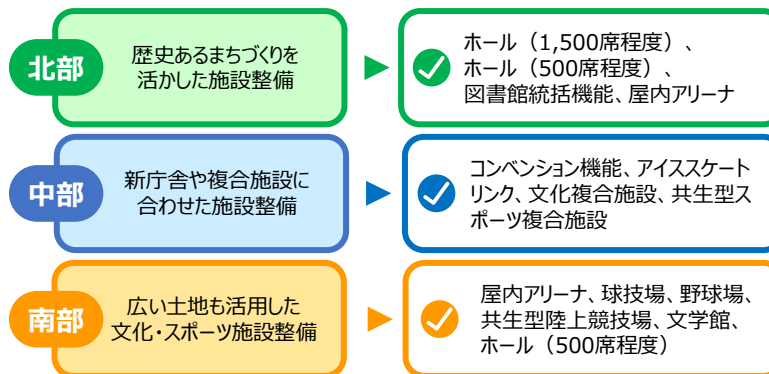 北部
歴史あるまちづくりを
活かした施設整備
ホール（1,500席程度）、
ホール（500席程度）、
図書館統括機能、屋内アリーナ
中部
新庁舎や複合施設に
合わせた施設整備
コンベンション機能、アイススケート
リンク、文化複合施設、共生型ス
ポーツ複合施設
南部
広い土地も活用した
文化・スポーツ施設整備
屋内アリーナ、球技場、野球場、
共生型陸上競技場、文学館、
ホール（500席程度）